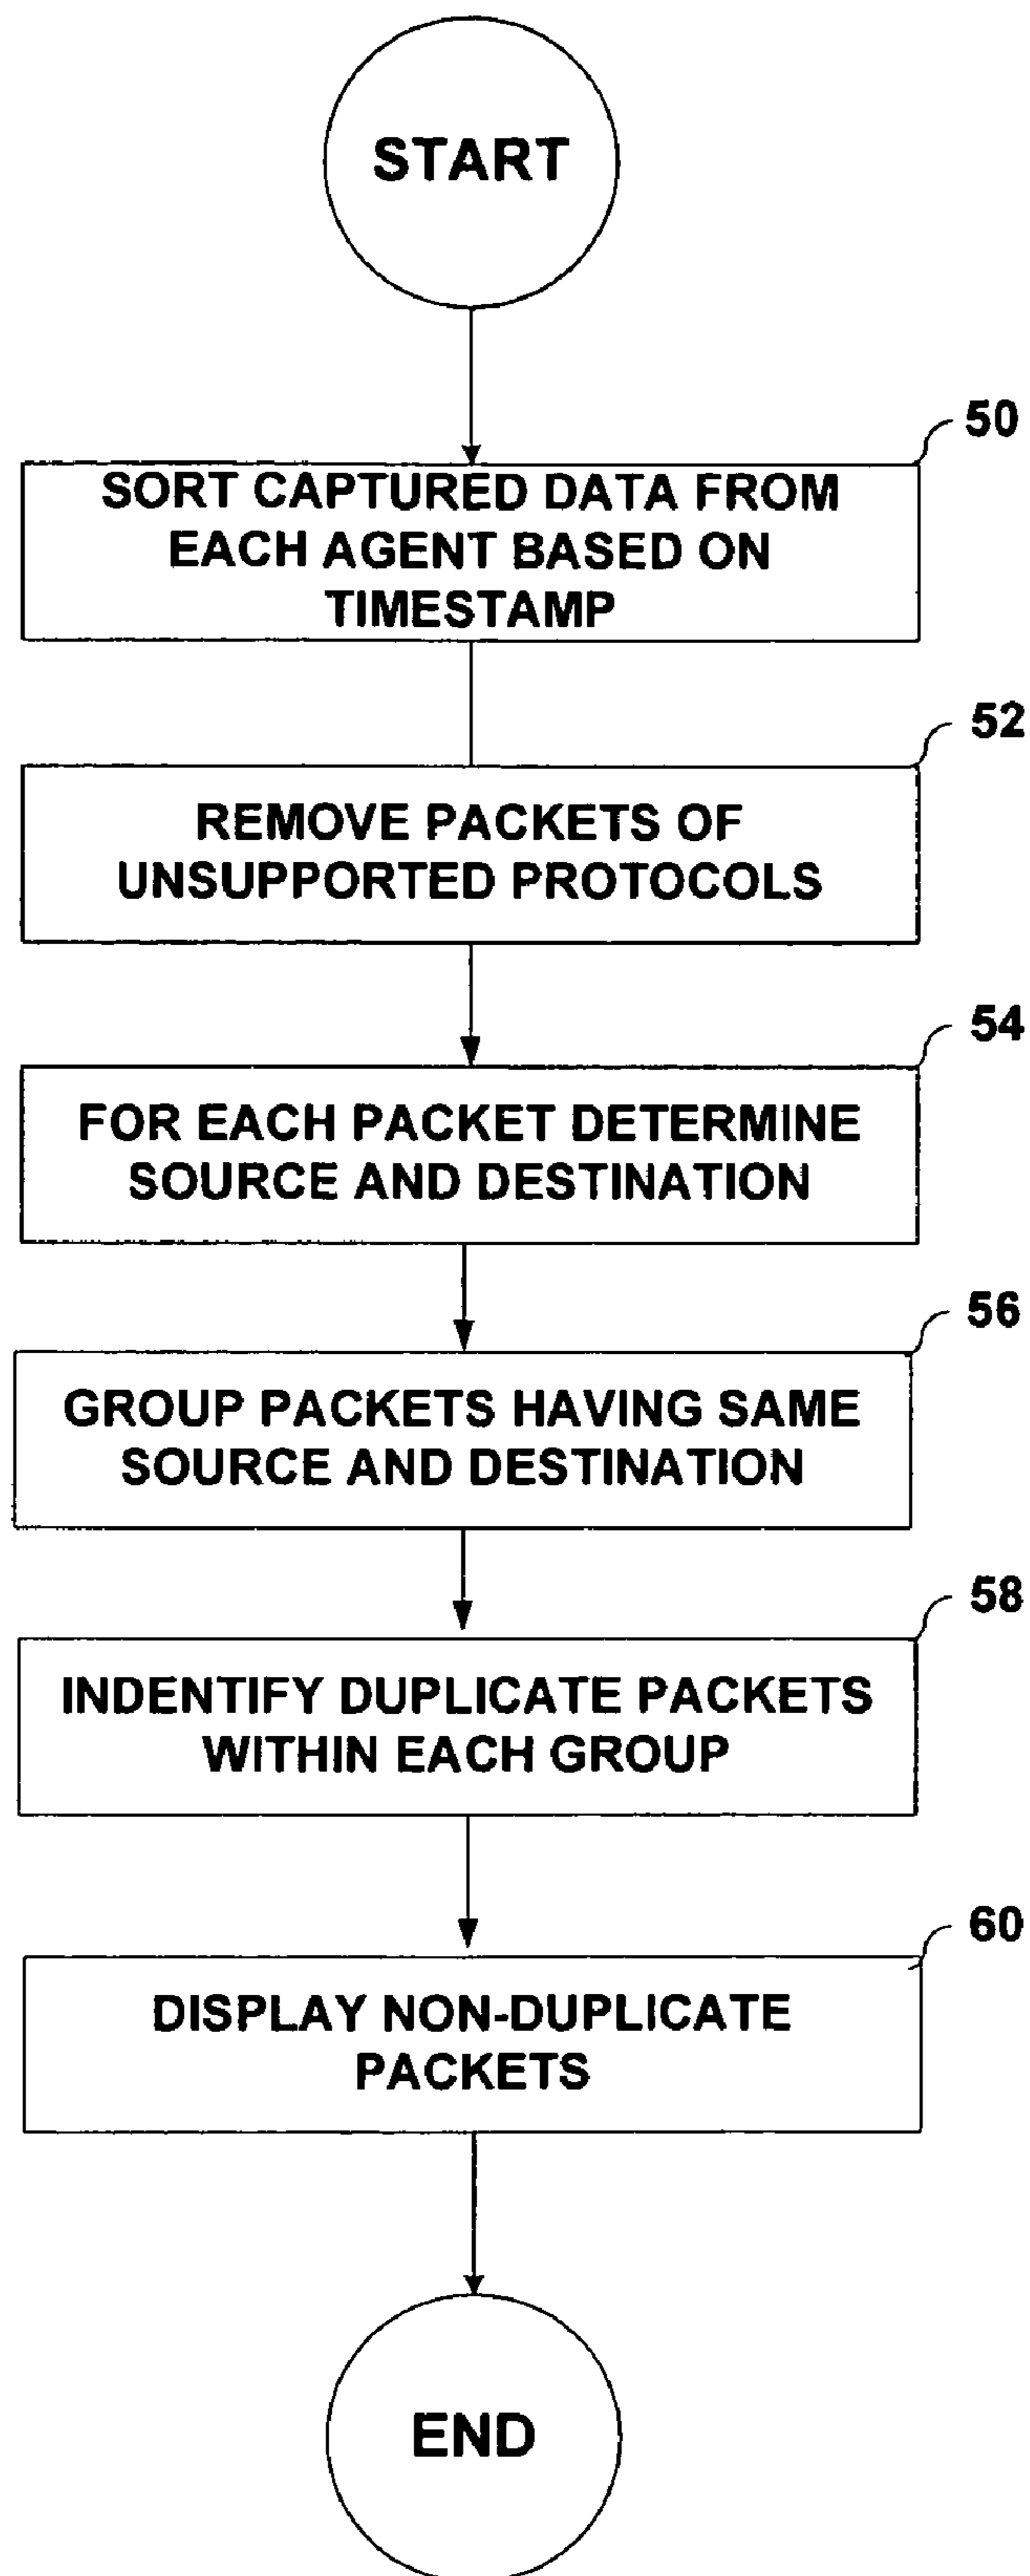 START
50
SORT CAPTURED DATA FROM
EACH AGENT BASED ON
TIMESTAMP
52
REMOVE PACKETS OF
UNSUPPORTED PROTOCOLS
54
FOR EACH PACKET DETERMINE
SOURCE AND DESTINATION
56
GROUP PACKETS HAVING SAME
SOURCE AND DESTINATION
58
INDENTIFY DUPLICATE PACKETS
WITHIN EACH GROUP
60
DISPLAY NON-DUPLICATE
PACKETS
END